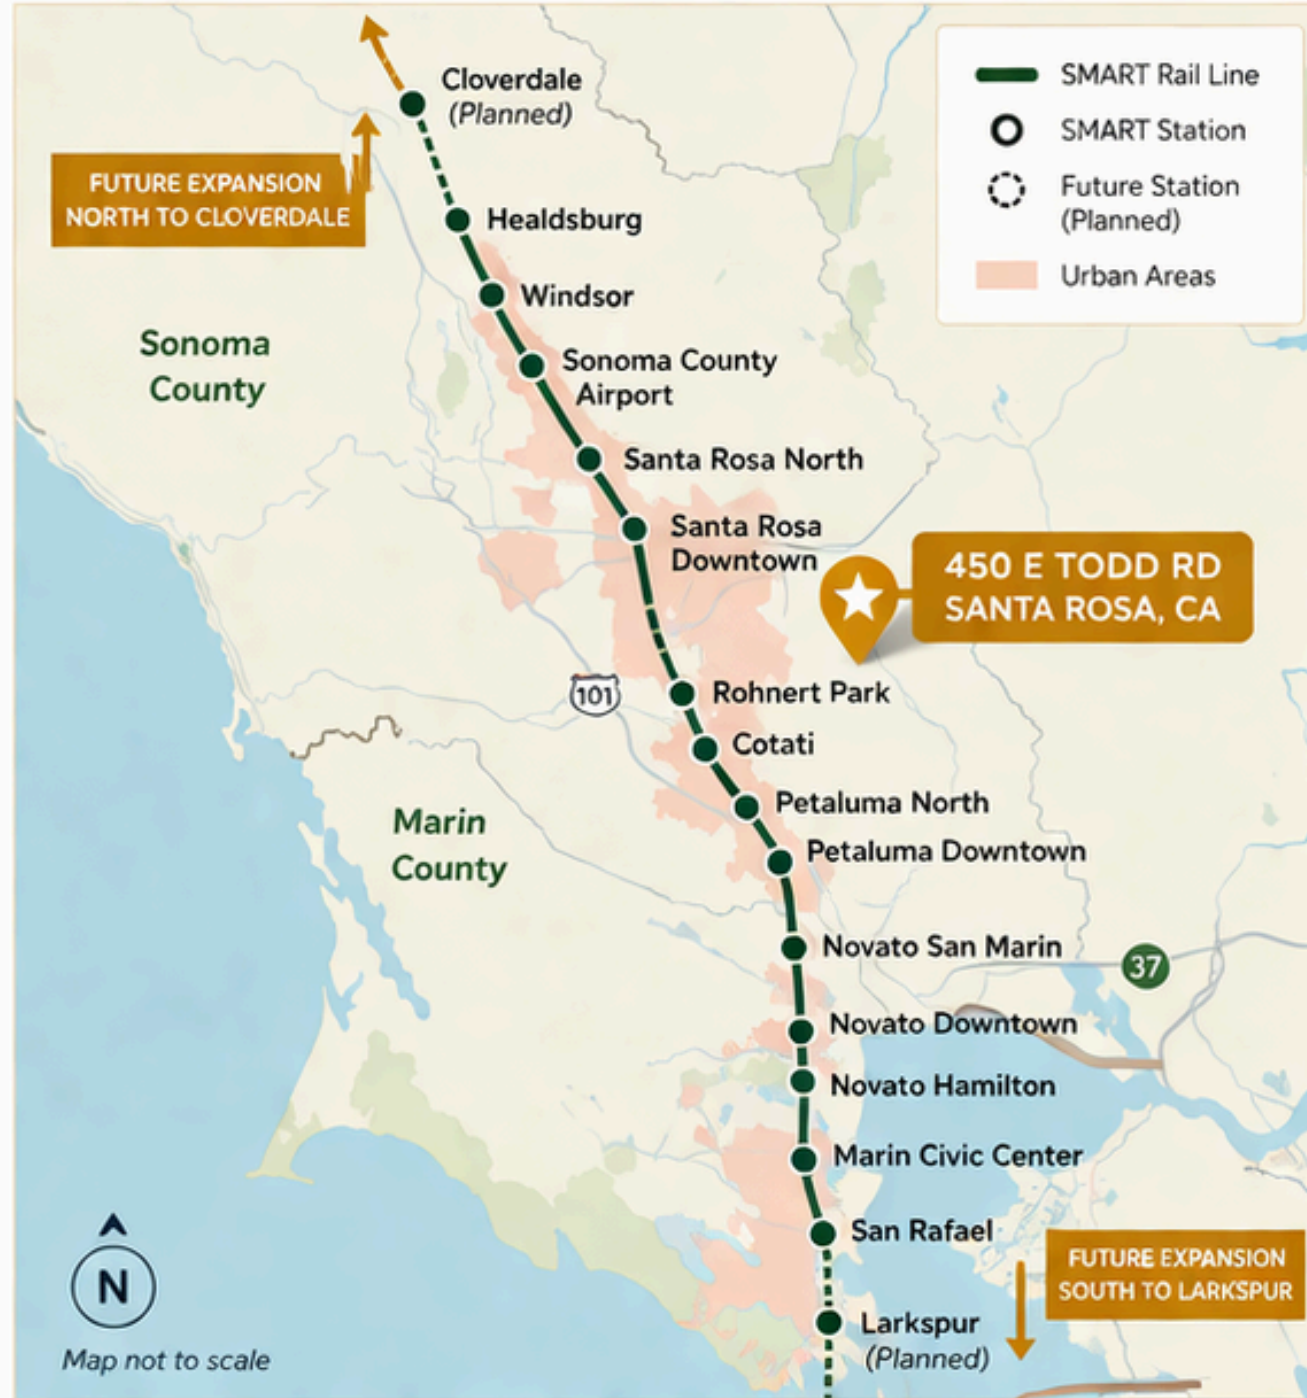 Cloverdale
(Planned)
FUTURE EXPANSION
NORTH TO CLOVERDALE
SMART Rail Line
SMART Station
Future Station
(Planned)
Urban Areas
Healdsburg
Windsor
Sonoma
County
Sonoma County
Airport
Santa Rosa North
Santa Rosa
Downtown
450 E TODD RD
SANTA ROSA, CA
101
Rohnert Park
Cotati
Petaluma North
Marin
County
Petaluma Downtown
Novato San Marin
37
Novato Downtown
Novato Hamilton
Marin Civic Center
San Rafael
FUTURE EXPANSION
SOUTH TO LARKSPUR
N
Larkspur
(Planned)
Map not to scale